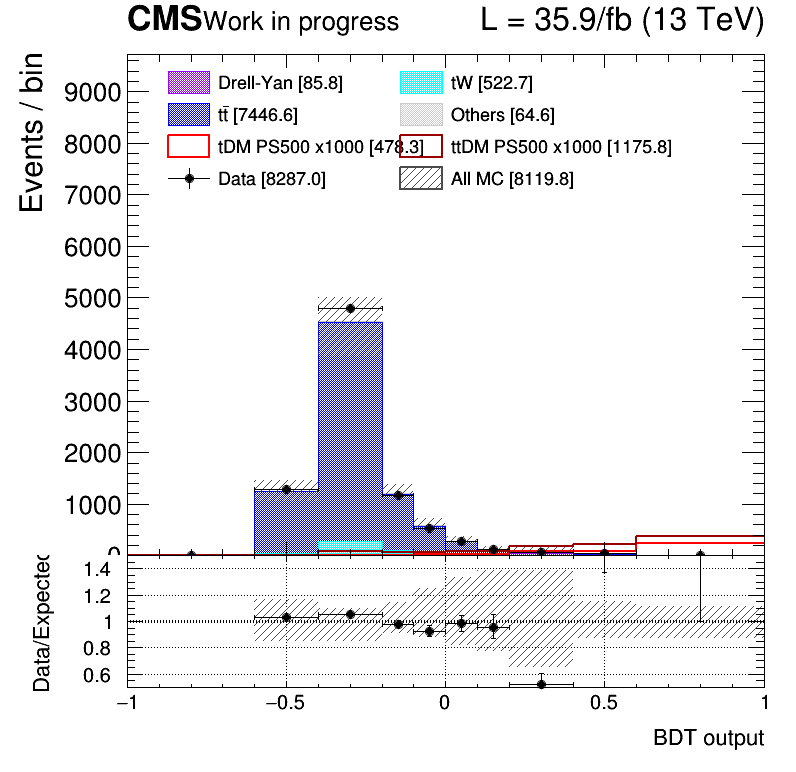 CMS Work in progress L = 35.9/fb (13 TeV)
Events / bin
Drell-Yan [85.8] tW [522.7]
tt̄ [7446.6] Others [64.6]
tDM PS500 x1000 [478.3] ttDM PS500 x1000 [1175.8]
Data [8287.0] All MC [8119.8]
9000
8000
7000
6000
5000
4000
3000
2000
1000
0
Data/Expected
1.4
1.2
1
0.8
0.6
−1 −0.5 0 0.5 1
BDT output